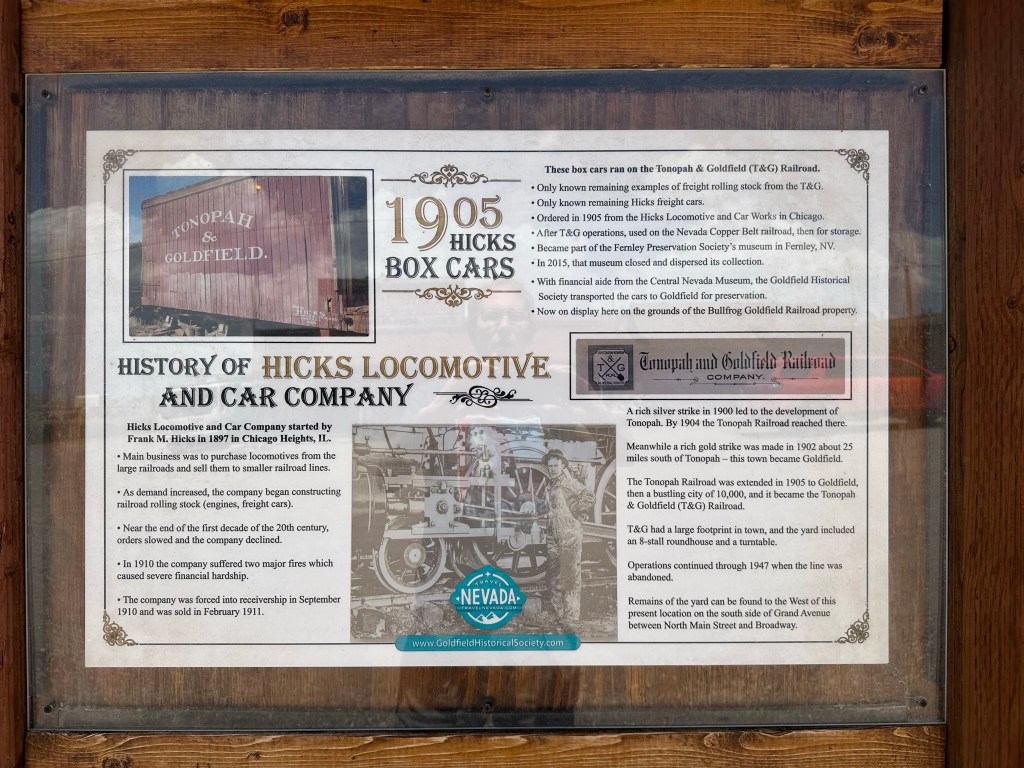 TONOPAH
&
GOLDFIELD.
1905
HICKS
BOX CARS
These box cars ran on the Tonopah & Goldfield (T&G) Railroad.
• Only known remaining examples of freight rolling stock from the T&G.
• Only known remaining Hicks freight cars.
• Ordered in 1905 from the Hicks Locomotive and Car Works in Chicago.
• After T&G operations, used on the Nevada Copper Belt railroad, then for storage.
• Became part of the Fernley Preservation Society's museum in Fernley, NV.
• In 2015, that museum closed and dispersed its collection.
• With financial aide from the Central Nevada Museum, the Goldfield Historical
Society transported the cars to Goldfield for preservation.
• Now on display here on the grounds of the Bullfrog Goldfield Railroad property.
HISTORY OF HICKS LOCOMOTIVE
AND CAR COMPANY
Hicks Locomotive and Car Company started by
Frank M. Hicks in 1897 in Chicago Heights, IL.
• Main business was to purchase locomotives from the
large railroads and sell them to smaller railroad lines.
• As demand increased, the company began constructing
railroad rolling stock (engines, freight cars).
• Near the end of the first decade of the 20th century,
orders slowed and the company declined.
• In 1910 the company suffered two major fires which
caused severe financial hardship.
• The company was forced into receivership in September
1910 and was sold in February 1911.
TRAVEL
NEVADA
TRAVELNEVADA.COM
www.GoldfieldHistoricalSociety.com
T G
Tonopah and Goldfield Railroad
COMPANY.
A rich silver strike in 1900 led to the development of
Tonopah. By 1904 the Tonopah Railroad reached there.
Meanwhile a rich gold strike was made in 1902 about 25
miles south of Tonopah – this town became Goldfield.
The Tonopah Railroad was extended in 1905 to Goldfield,
then a bustling city of 10,000, and it became the Tonopah
& Goldfield (T&G) Railroad.
T&G had a large footprint in town, and the yard included
an 8-stall roundhouse and a turntable.
Operations continued through 1947 when the line was
abandoned.
Remains of the yard can be found to the West of this
present location on the south side of Grand Avenue
between North Main Street and Broadway.